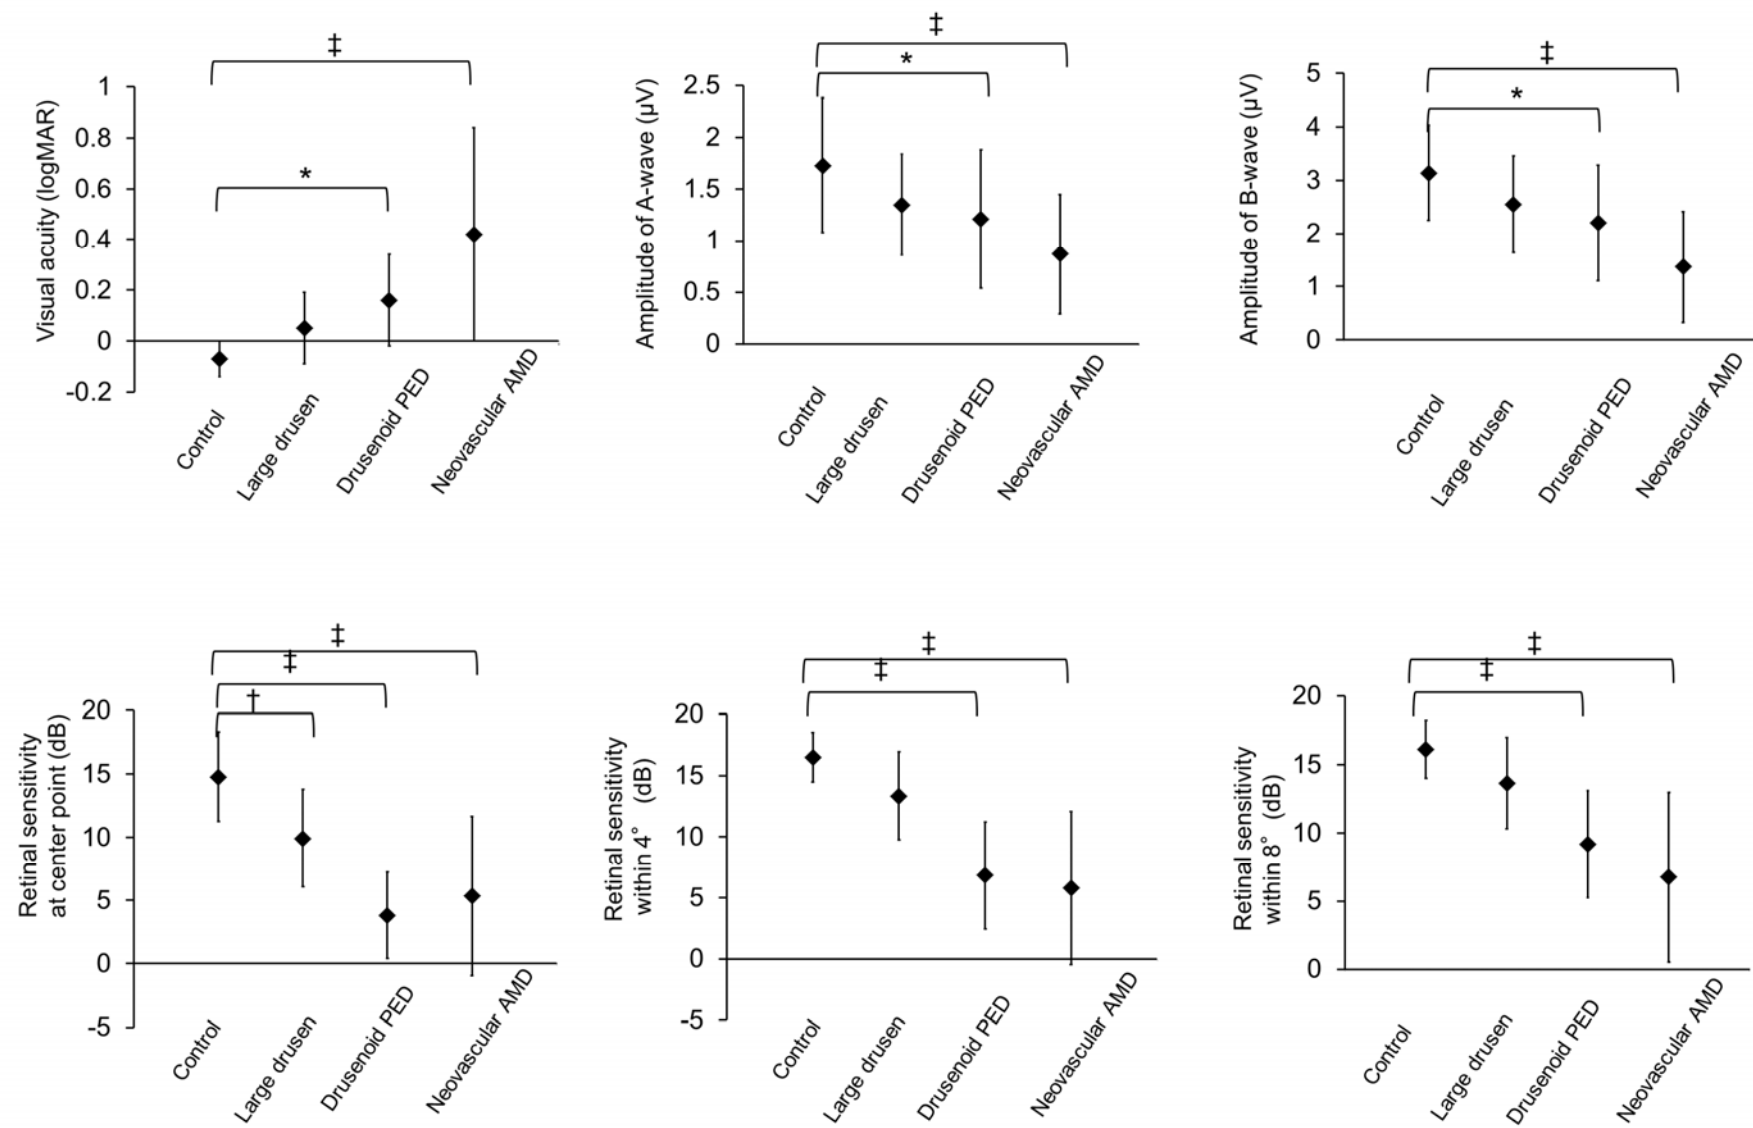 ‡
*
Visual acuity (logMAR)
1
0.8
0.6
0.4
0.2
0
-0.2
Control
Large drusen
Drusenoid PED
Neovascular AMD
‡
*
Amplitude of A-wave (μV)
2.5
2
1.5
1
0.5
0
Control
Large drusen
Drusenoid PED
Neovascular AMD
‡
*
Amplitude of B-wave (μV)
5
4
3
2
1
0
Control
Large drusen
Drusenoid PED
Neovascular AMD
‡
‡
†
Retinal sensitivity
at center point (dB)
20
15
10
5
0
-5
Control
Large drusen
Drusenoid PED
Neovascular AMD
‡
‡
Retinal sensitivity
within 4° (dB)
20
15
10
5
0
-5
Control
Large drusen
Drusenoid PED
Neovascular AMD
‡
‡
Retinal sensitivity
within 8° (dB)
20
15
10
5
0
Control
Large drusen
Drusenoid PED
Neovascular AMD